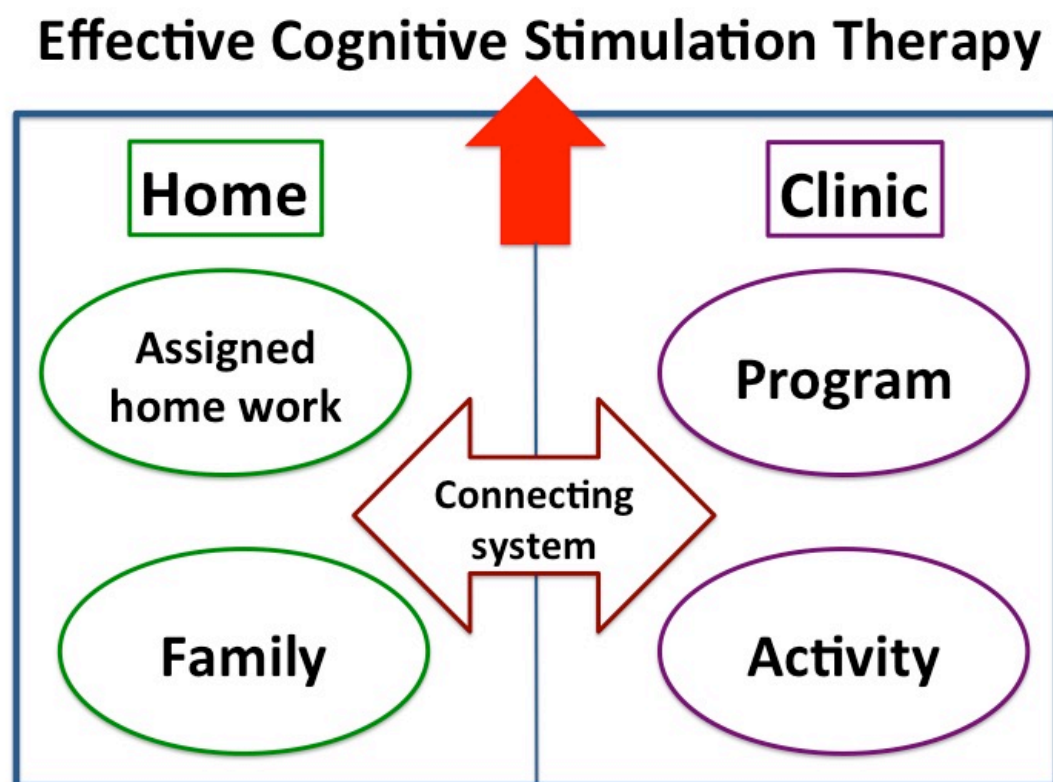 Effective Cognitive Stimulation Therapy
Home
Clinic
Assigned
home work
Program
Connecting
system
Family
Activity